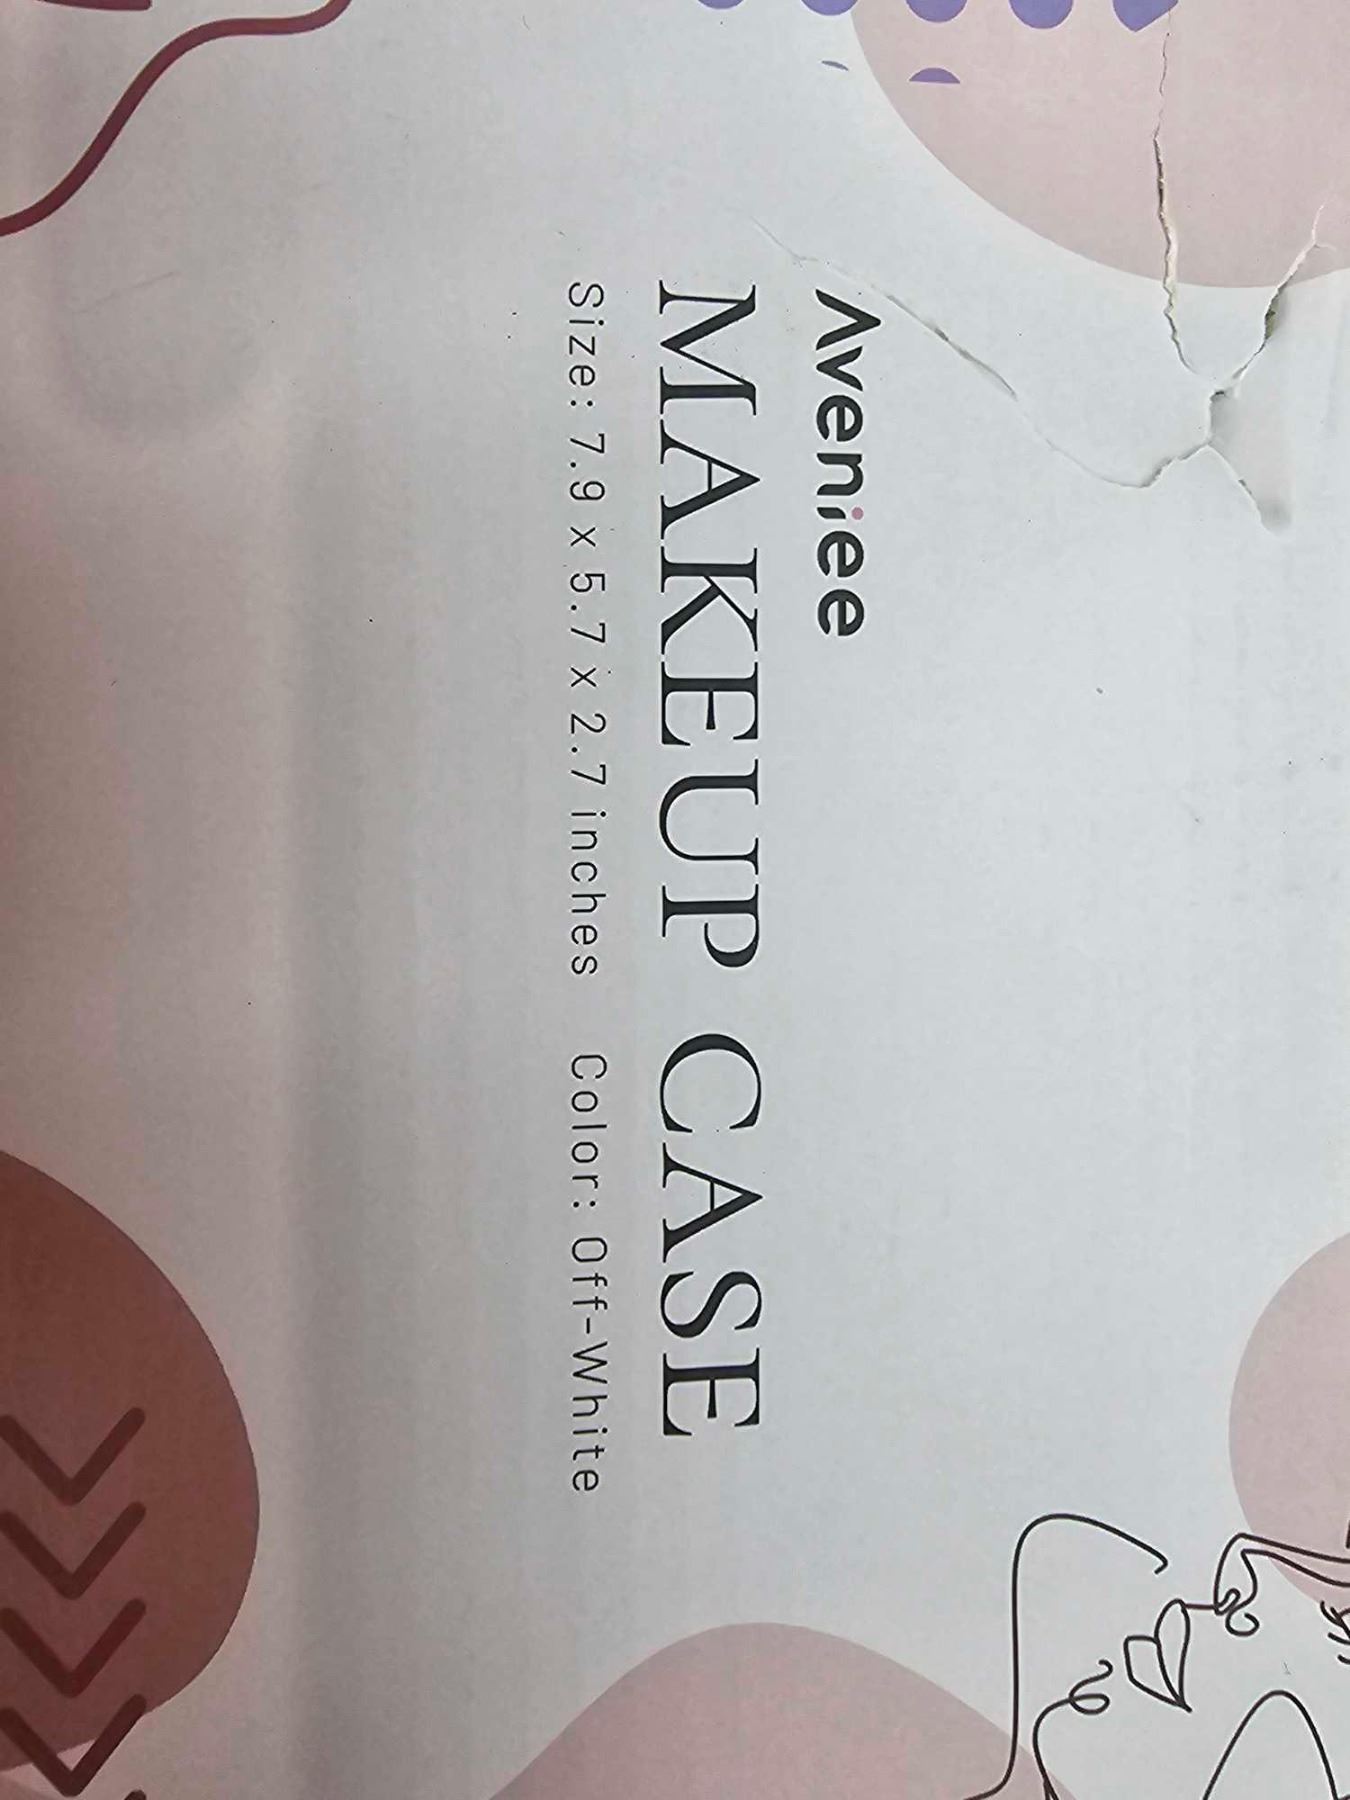 Aveniee
MAKEUP CASE
Size: 7.9 x 5.7 x 2.7 inches Color: Off-White